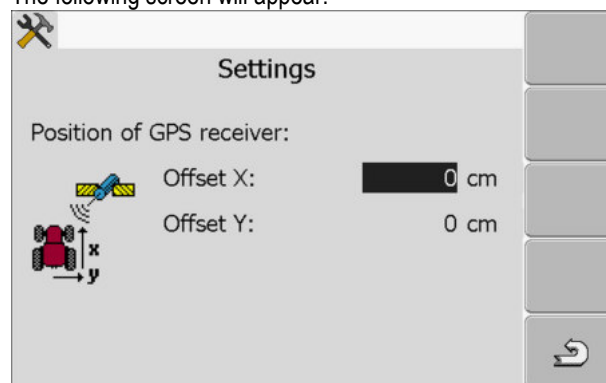 The following screen will appear:
Settings
Position of GPS receiver:
Offset X: 0 cm
Offset Y: 0 cm
x
y